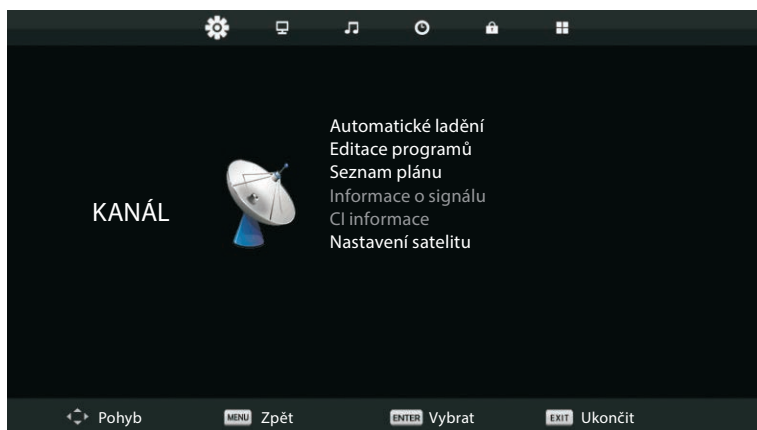 Automatické ladění
Editace programů
Seznam plánu
Informace o signálu
CI informace
Nastavení satelitu
KANÁL
Pohyb MENU Zpět ENTER Vybrat EXIT Ukončit